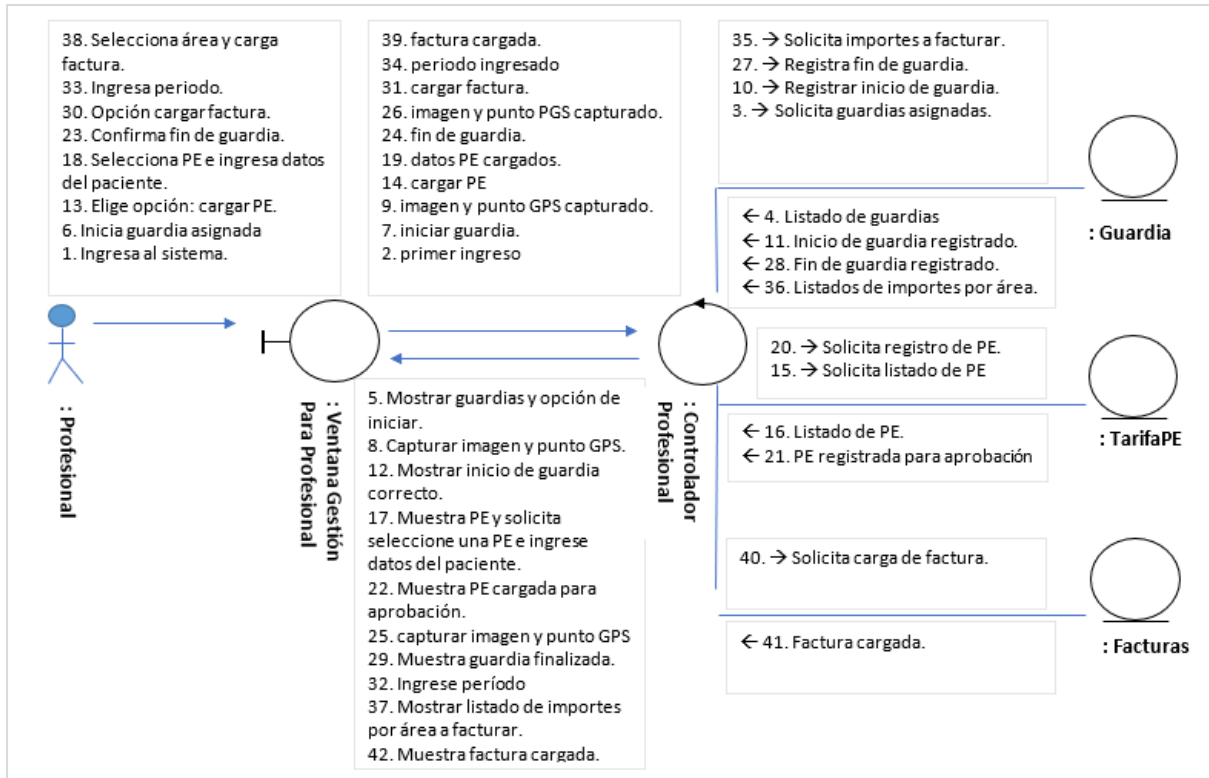 38. Selecciona área y carga
factura.
33. Ingresa periodo.
30. Opción cargar factura.
23. Confirma fin de guardia.
18. Selecciona PE e ingresa datos
del paciente.
13. Elige opción: cargar PE.
6. Inicia guardia asignada
1. Ingresa al sistema.
39. factura cargada.
34. periodo ingresado
31. cargar factura.
26. imagen y punto PGS capturado.
24. fin de guardia.
19. datos PE cargados.
14. cargar PE
9. imagen y punto GPS capturado.
7. iniciar guardia.
2. primer ingreso
35. → Solicita importes a facturar.
27. → Registra fin de guardia.
10. → Registrar inicio de guardia.
3. → Solicita guardias asignadas.
← 4. Listado de guardias
← 11. Inicio de guardia registrado.
← 28. Fin de guardia registrado.
← 36. Listados de importes por área.
: Guardia
20. → Solicita registro de PE.
15. → Solicita listado de PE
← 16. Listado de PE.
← 21. PE registrada para aprobación
: TarifaPE
: Profesional
: Ventana Gestión
Para Profesional
5. Mostrar guardias y opción de
iniciar.
8. Capturar imagen y punto GPS.
12. Mostrar inicio de guardia
correcto.
17. Muestra PE y solicita
seleccione una PE e ingrese
datos del paciente.
22. Muestra PE cargada para
aprobación.
25. capturar imagen y punto GPS
29. Muestra guardia finalizada.
32. Ingrese período
37. Mostrar listado de importes
por área a facturar.
42. Muestra factura cargada.
: Controlador
Profesional
40. → Solicita carga de factura.
← 41. Factura cargada.
: Facturas